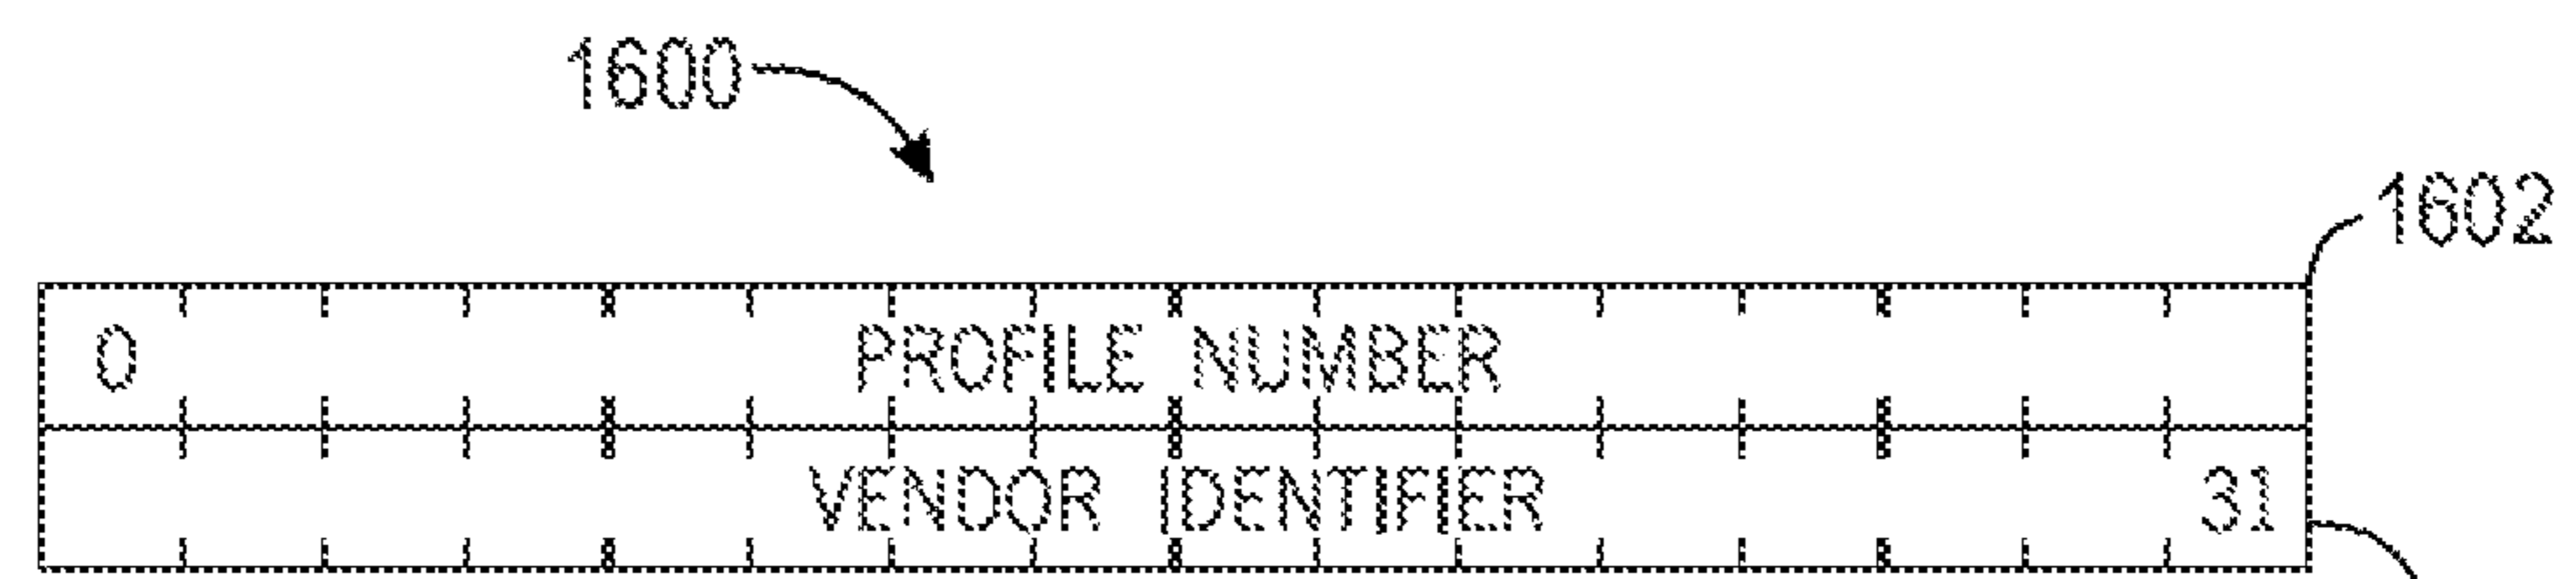 1600
1602
0 PROFILE NUMBER
VENDOR IDENTIFIER 31